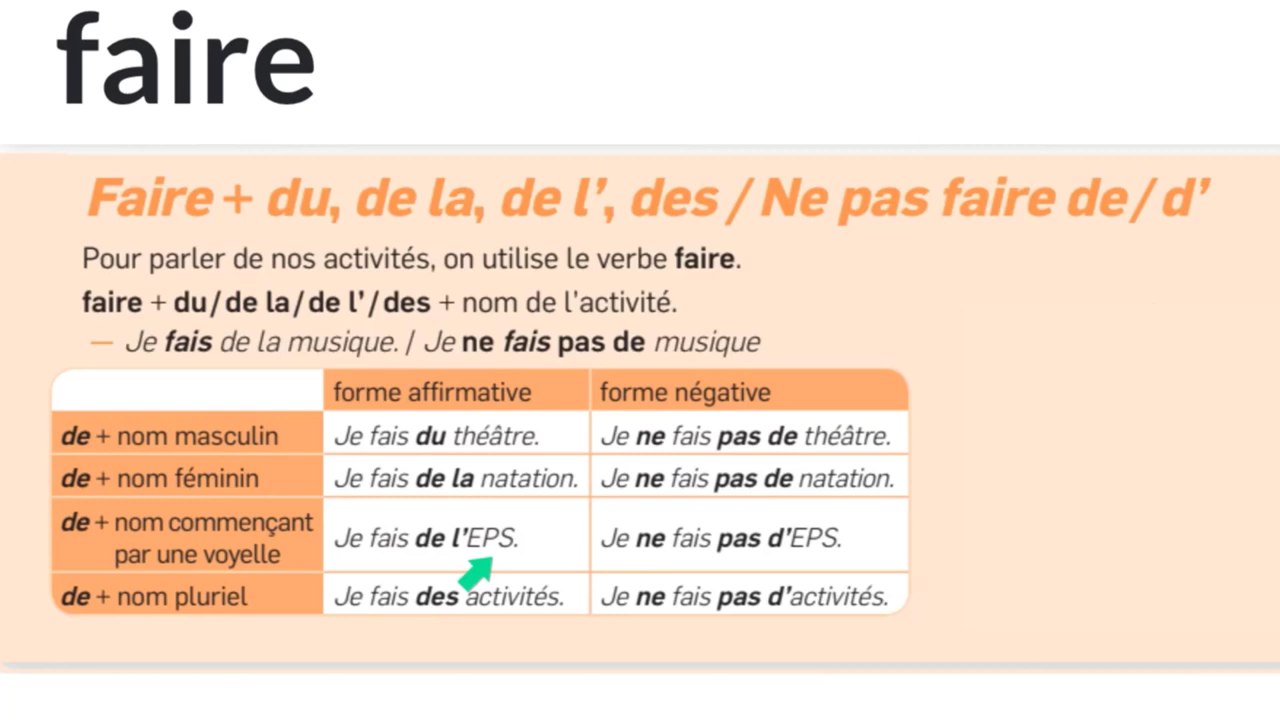 faire
Faire + du, de la, de l’, des / Ne pas faire de / d’
Pour parler de nos activités, on utilise le verbe faire.
faire + du / de la / de l’ / des + nom de l’activité.
— Je fais de la musique. / Je ne fais pas de musique
forme affirmative forme négative
de + nom masculin Je fais du théâtre. Je ne fais pas de théâtre.
de + nom féminin Je fais de la natation. Je ne fais pas de natation.
de + nom commençant
par une voyelle Je fais de l’EPS. Je ne fais pas d’EPS.
de + nom pluriel Je fais des activités. Je ne fais pas d’activités.